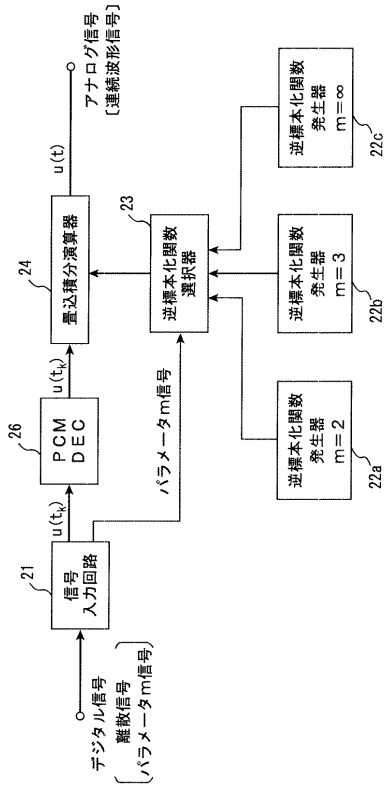 デジタル信号
離散信号
パラメータm信号
21
信号
入力回路
u(tk)
26
PCM
DEC
u(tk)
24
畳込積分演算器
u(t)
アナログ信号
[連続波形信号]
パラメータm信号
23
逆標本化関数
選択器
逆標本化関数
発生器
m=2
22a
逆標本化関数
発生器
m=3
22b
逆標本化関数
発生器
m=∞
22c